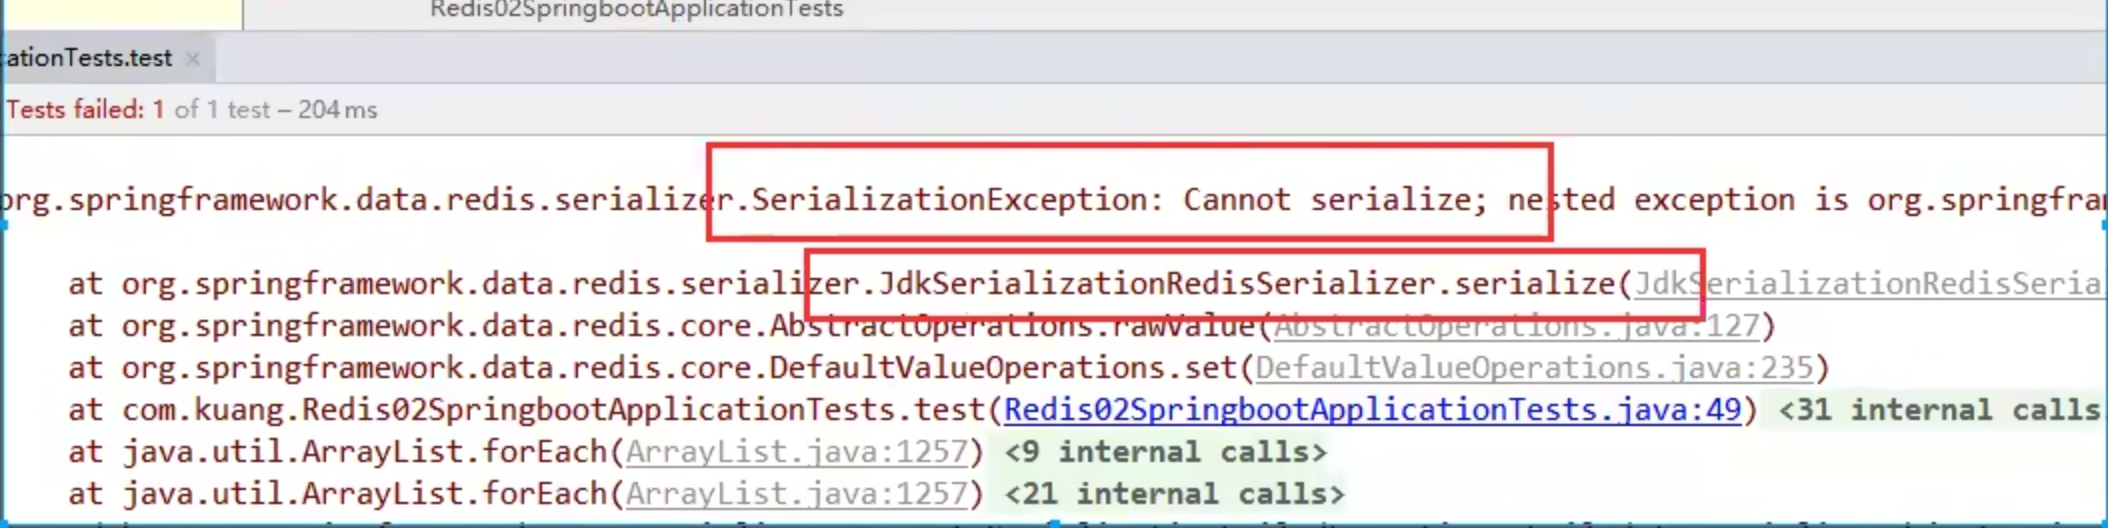 Redis02SpringbootApplicationTests
cationTests.test ×
Tests failed: 1 of 1 test – 204 ms
org.springframework.data.redis.serializer.SerializationException: Cannot serialize; nested exception is org.springfram
at org.springframework.data.redis.serializer.JdkSerializationRedisSerializer.serialize(JdkSerializationRedisSerial
at org.springframework.data.redis.core.AbstractOperations.rawValue(AbstractOperations.java:127)
at org.springframework.data.redis.core.DefaultValueOperations.set(DefaultValueOperations.java:235)
at com.kuang.Redis02SpringbootApplicationTests.test(Redis02SpringbootApplicationTests.java:49) <31 internal calls
at java.util.ArrayList.forEach(ArrayList.java:1257) <9 internal calls>
at java.util.ArrayList.forEach(ArrayList.java:1257) <21 internal calls>